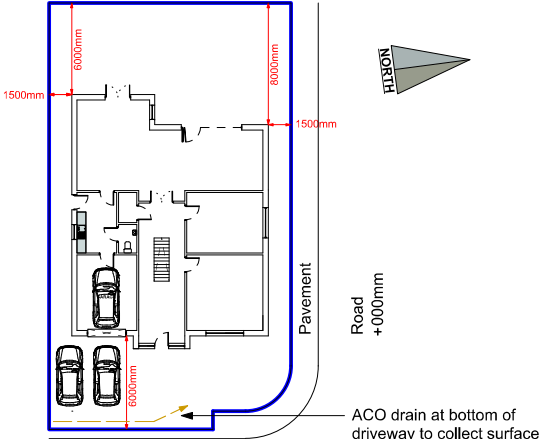 6000mm
8000mm
NORTH
1500mm
1500mm
Pavement
Road
+000mm
6000mm
ACO drain at bottom of
driveway to collect surface